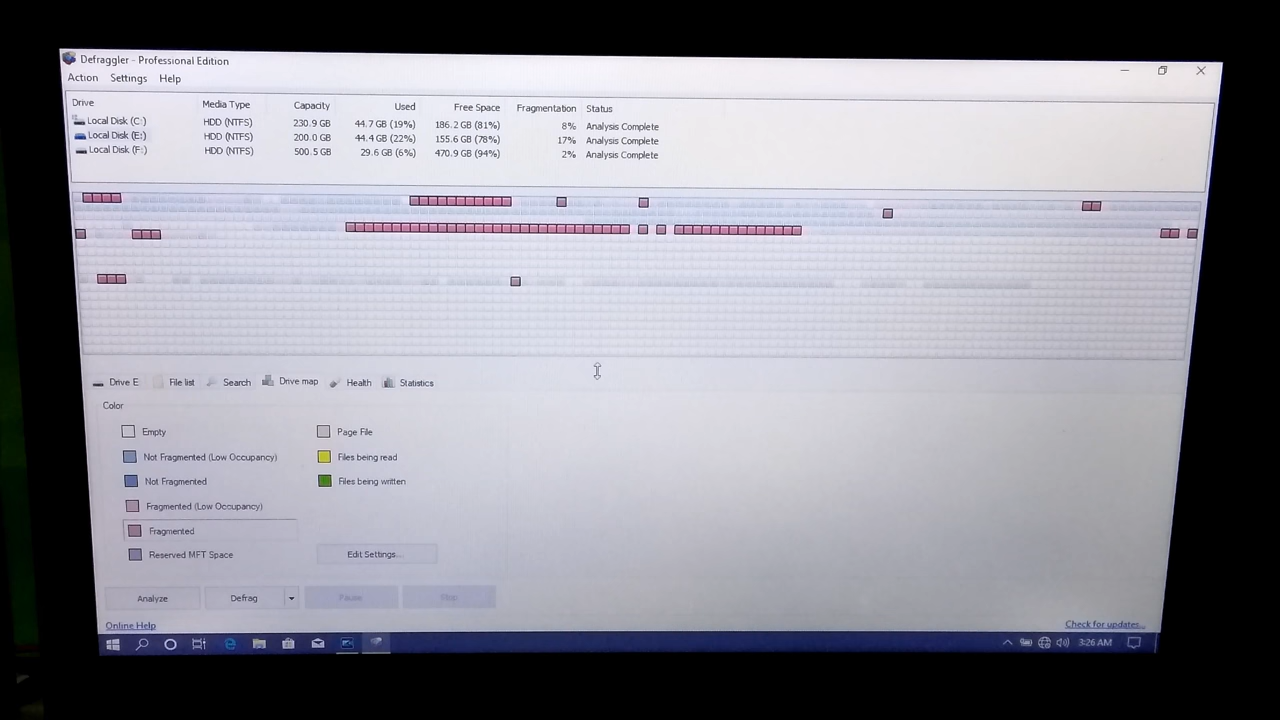 Defraggler - Professional Edition
Action Settings Help
Drive Media Type Capacity Used Free Space Fragmentation Status
Local Disk (C:) HDD (NTFS) 230.9 GB 44.7 GB (19%) 186.2 GB (81%) 8% Analysis Complete
Local Disk (E:) HDD (NTFS) 200.0 GB 44.4 GB (22%) 155.6 GB (78%) 17% Analysis Complete
Local Disk (F:) HDD (NTFS) 500.5 GB 29.6 GB (6%) 470.9 GB (94%) 2% Analysis Complete
Drive E File list Search Drive map Health Statistics
Color
Empty Page File
Not Fragmented (Low Occupancy) Files being read
Not Fragmented Files being written
Fragmented (Low Occupancy)
Fragmented
Reserved MFT Space Edit Settings...
Analyze Defrag Pause Stop
Online Help Check for updates...
3:26 AM